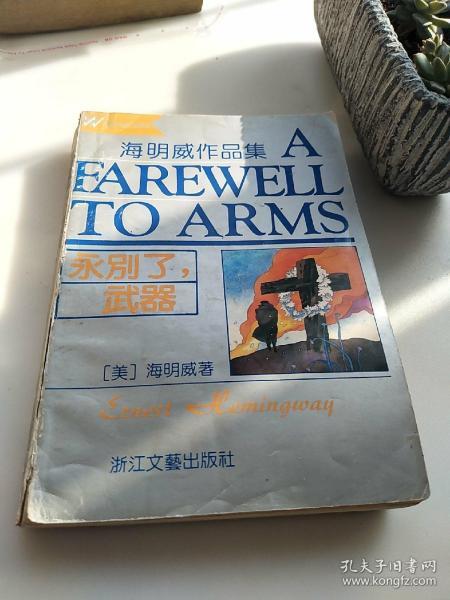 W
海明威作品集
A
FAREWELL
TO ARMS
永别了,
武器
[美] 海明威著
Ernest Hemingway
浙江文藝出版社
孔夫子旧书网
www.kongfz.com